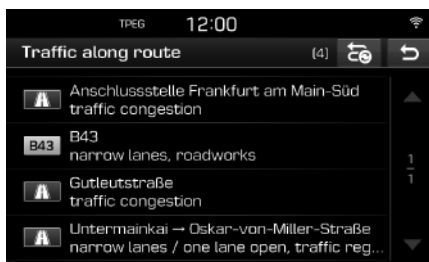 TPEG 12:00
Traffic along route [4]
Anschlussstelle Frankfurt am Main-Süd
traffic congestion
B43 B43
narrow lanes, roadworks
1
1
Gutleutstraße
traffic congestion
Untermainkai → Oskar-von-Miller-Straße
narrow lanes / one lane open, traffic reg...